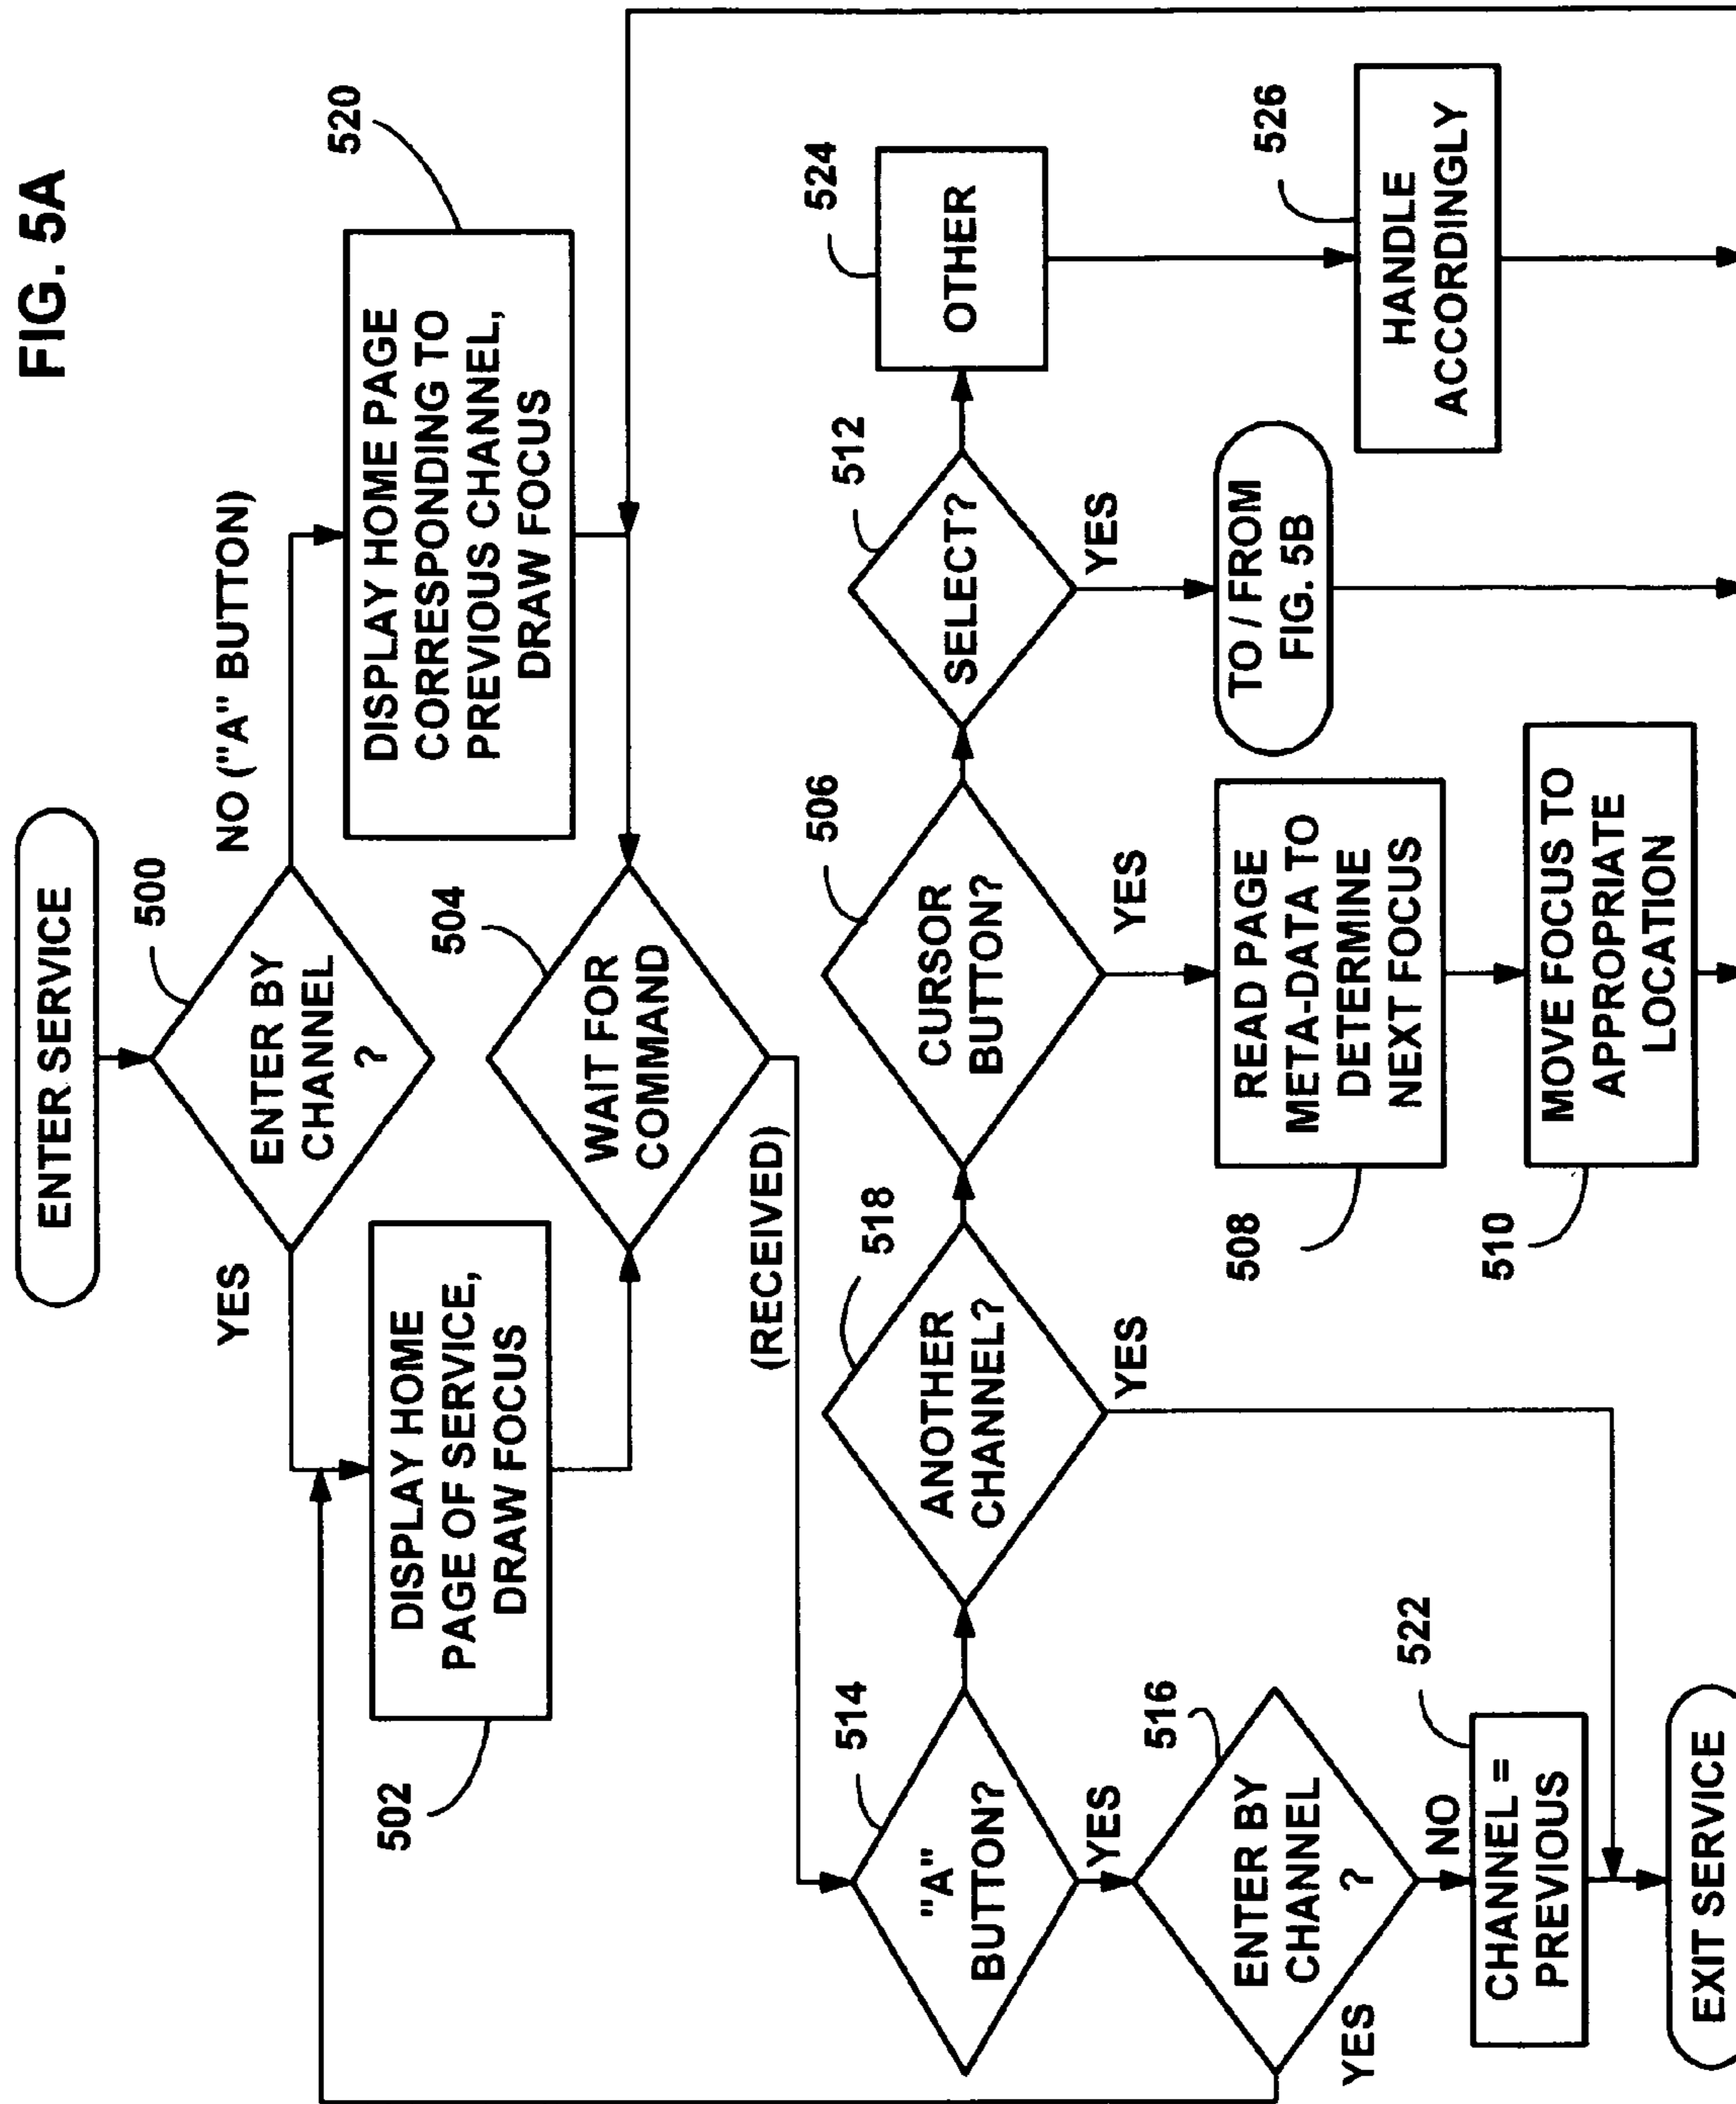 FIG. 5A
ENTER SERVICE
500
ENTER BY
CHANNEL
?
YES
NO ("A" BUTTON)
DISPLAY HOME
PAGE OF SERVICE,
DRAW FOCUS
502
DISPLAY HOME PAGE
CORRESPONDING TO
PREVIOUS CHANNEL,
DRAW FOCUS
520
504
WAIT FOR
COMMAND
(RECEIVED)
514
"A"
BUTTON?
YES
518
ANOTHER
CHANNEL?
YES
506
CURSOR
BUTTON?
YES
512
SELECT?
YES
524
OTHER
516
ENTER BY
CHANNEL
?
YES
NO
522
CHANNEL =
PREVIOUS
EXIT SERVICE
508
READ PAGE
META-DATA TO
DETERMINE
NEXT FOCUS
510
MOVE FOCUS TO
APPROPRIATE
LOCATION
TO / FROM
FIG. 5B
526
HANDLE
ACCORDINGLY